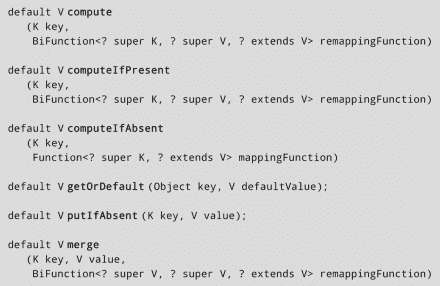 default V compute
(K key,
BiFunction<? super K, ? super V, ? extends V> remappingFunction)
default V computeIfPresent
(K key,
BiFunction<? super K, ? super V, ? extends V> remappingFunction)
default V computeIfAbsent
(K key,
Function<? super K, ? extends V> mappingFunction)
default V getOrDefault (Object key, V defaultValue);
default V putIfAbsent (K key, V value);
default V merge
(K key, V value,
BiFunction<? super V, ? super V, ? extends V> remappingFunction)